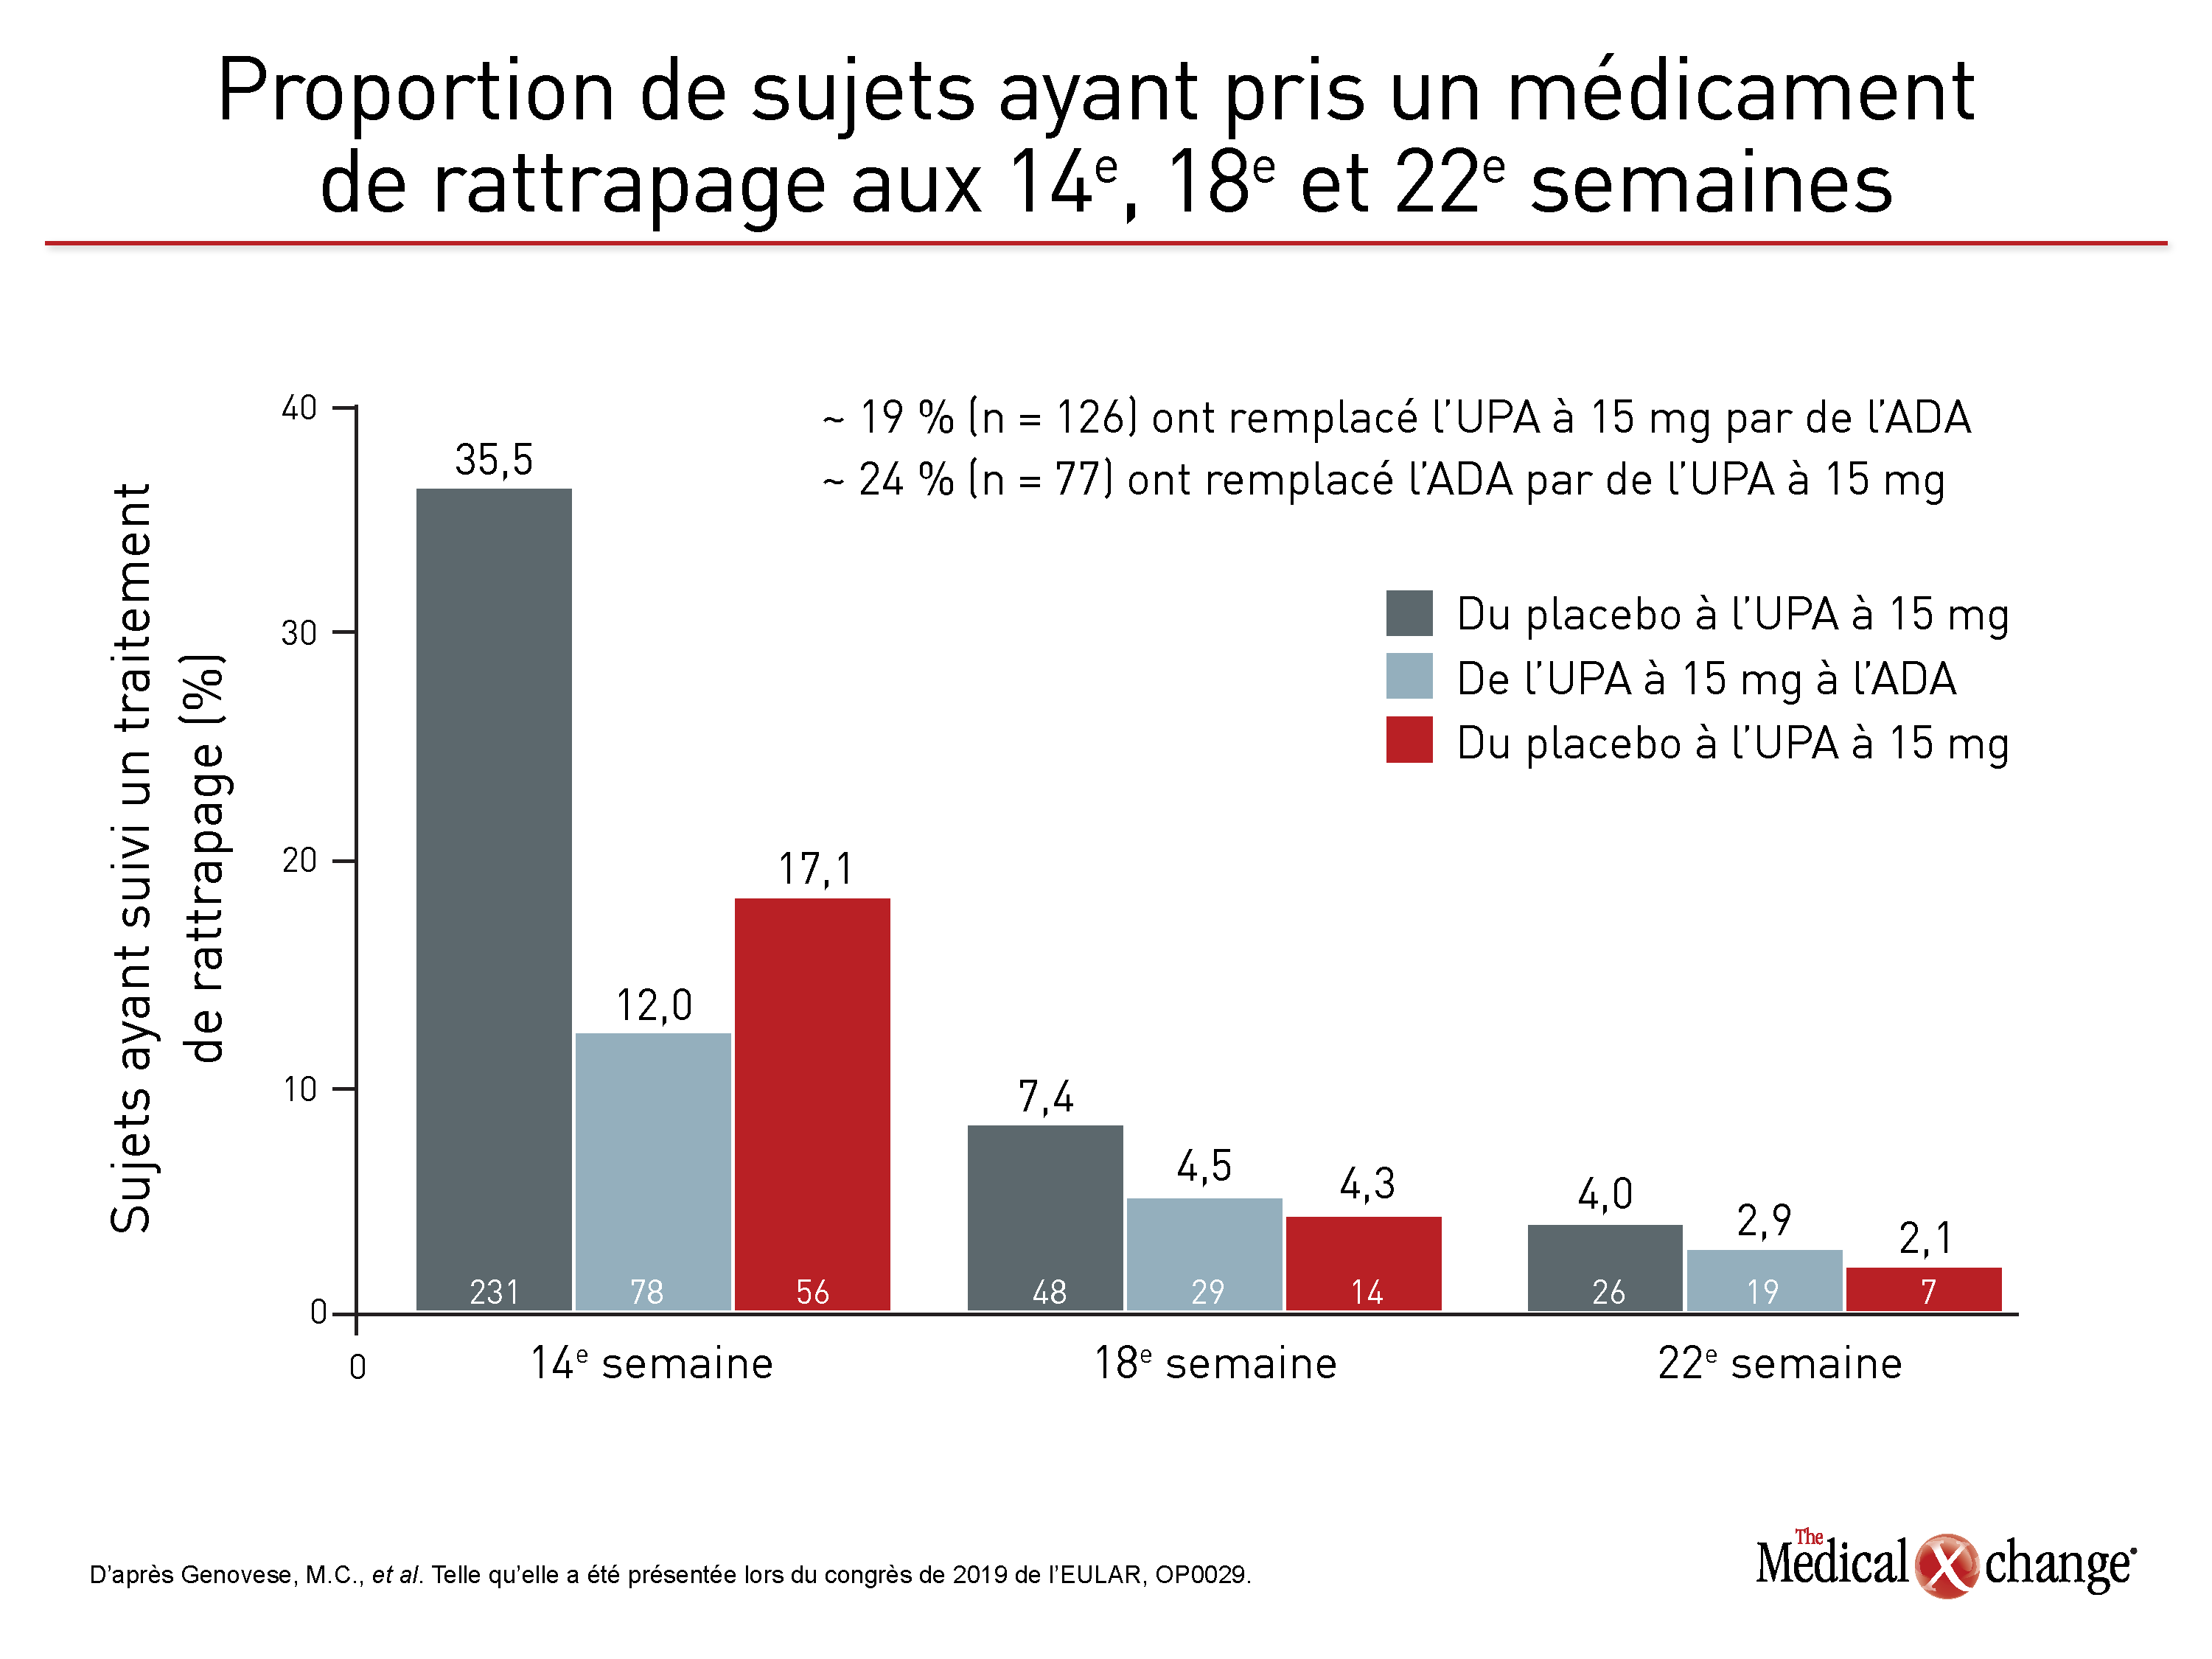 Proportion de sujets ayant pris un médicament
de rattrapage aux 14e, 18e et 22e semaines
~ 19 % (n = 126) ont remplacé l’UPA à 15 mg par de l’ADA
~ 24 % (n = 77) ont remplacé l’ADA par de l’UPA à 15 mg
Du placebo à l’UPA à 15 mg
De l’UPA à 15 mg à l’ADA
Du placebo à l’UPA à 15 mg
Sujets ayant suivi un traitement
de rattrapage (%)
40
30
20
10
0
0
35,5
12,0
17,1
231
78
56
14e semaine
7,4
4,5
4,3
48
29
14
18e semaine
4,0
2,9
2,1
26
19
7
22e semaine
D’après Genovese, M.C., et al. Telle qu’elle a été présentée lors du congrès de 2019 de l’EULAR, OP0029.
The
Medical X change